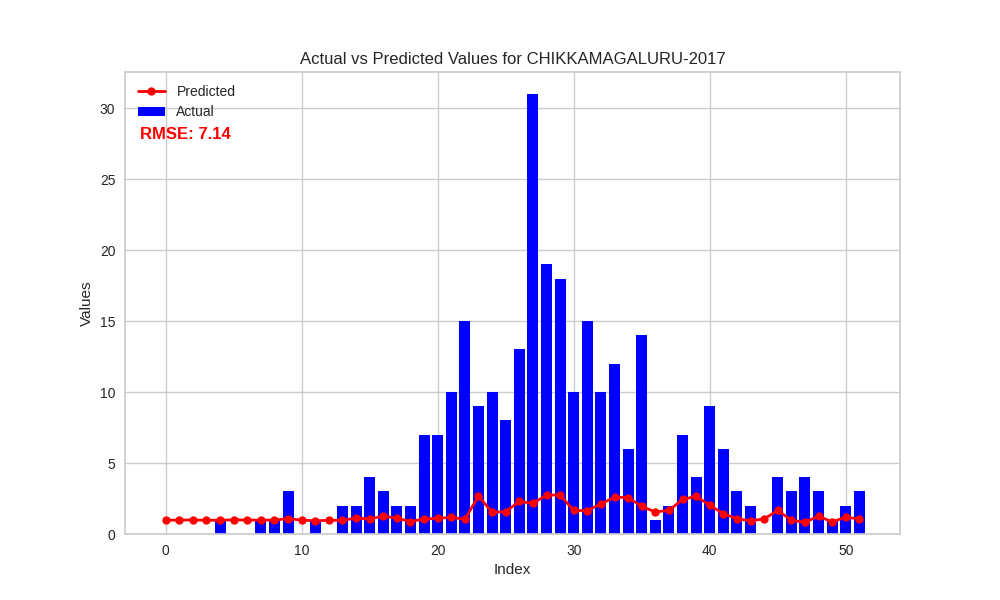 Actual vs Predicted Values for CHIKKAMAGALURU-2017
Predicted
Actual
RMSE: 7.14
30
25
20
15
10
5
0
Values
0 10 20 30 40 50
Index